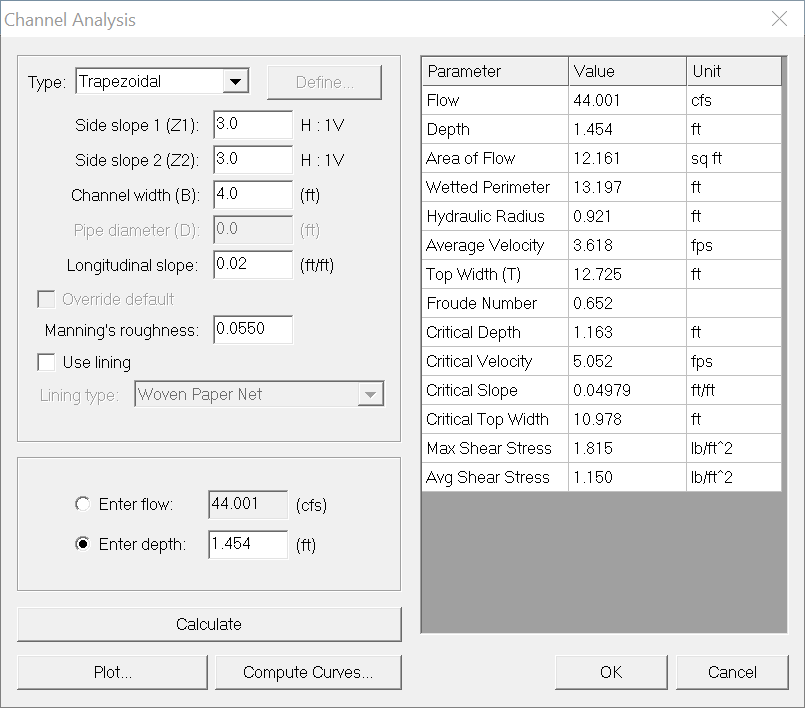 Channel Analysis
Type: Trapezoidal Define...
Side slope 1 (Z1): 3.0 H : 1V
Side slope 2 (Z2): 3.0 H : 1V
Channel width (B): 4.0 (ft)
Pipe diameter (D): 0.0 (ft)
Longitudinal slope: 0.02 (ft/ft)
Override default
Manning's roughness: 0.0550
Use lining
Lining type: Woven Paper Net
Enter flow: 44.001 (cfs)
Enter depth: 1.454 (ft)
Calculate
Plot... Compute Curves...
Parameter Value Unit
Flow 44.001 cfs
Depth 1.454 ft
Area of Flow 12.161 sq ft
Wetted Perimeter 13.197 ft
Hydraulic Radius 0.921 ft
Average Velocity 3.618 fps
Top Width (T) 12.725 ft
Froude Number 0.652
Critical Depth 1.163 ft
Critical Velocity 5.052 fps
Critical Slope 0.04979 ft/ft
Critical Top Width 10.978 ft
Max Shear Stress 1.815 lb/ft^2
Avg Shear Stress 1.150 lb/ft^2
OK Cancel